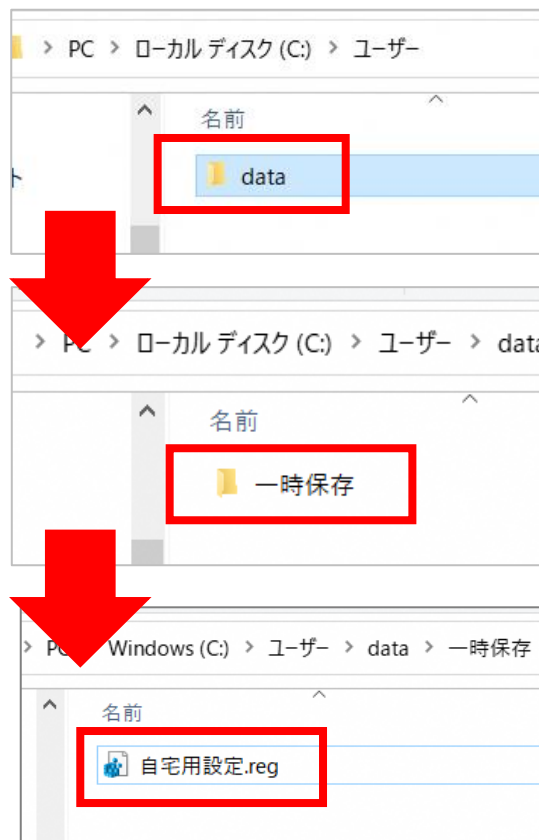 > PC > ローカル ディスク (C:) > ユーザー
名前
ト
data
> PC > ローカル ディスク (C:) > ユーザー > data
名前
一時保存
> PC > Windows (C:) > ユーザー > data > 一時保存
名前
自宅用設定.reg